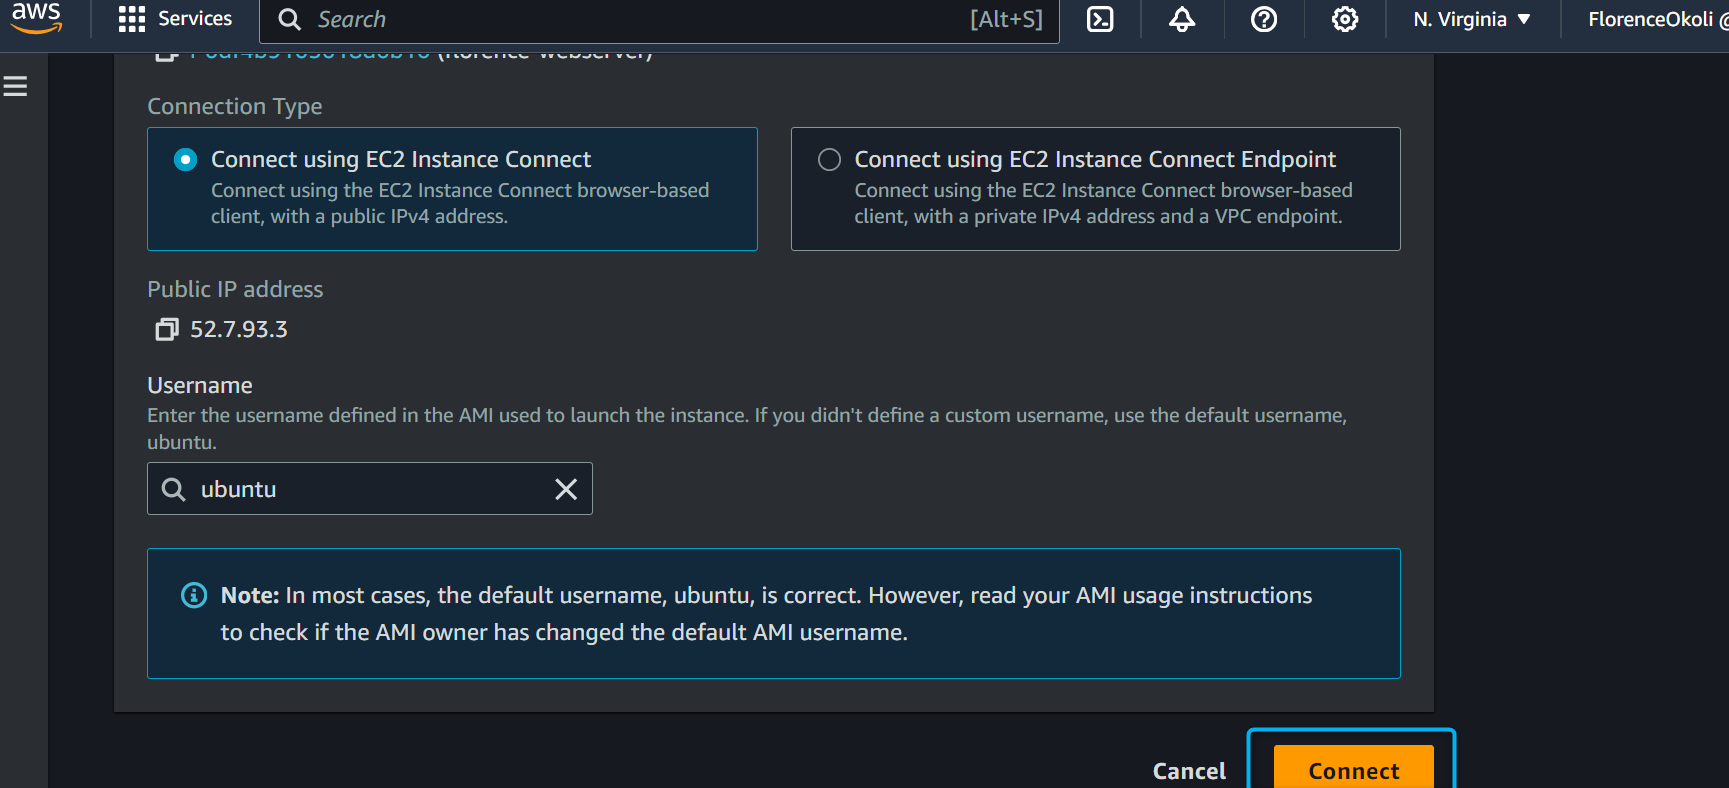 aws
Services
Search
[Alt+S]
N. Virginia
FlorenceOkoli @
Connection Type
Connect using EC2 Instance Connect
Connect using the EC2 Instance Connect browser-based
client, with a public IPv4 address.
Connect using EC2 Instance Connect Endpoint
Connect using the EC2 Instance Connect browser-based
client, with a private IPv4 address and a VPC endpoint.
Public IP address
52.7.93.3
Username
Enter the username defined in the AMI used to launch the instance. If you didn't define a custom username, use the default username,
ubuntu.
ubuntu
Note: In most cases, the default username, ubuntu, is correct. However, read your AMI usage instructions
to check if the AMI owner has changed the default AMI username.
Cancel
Connect